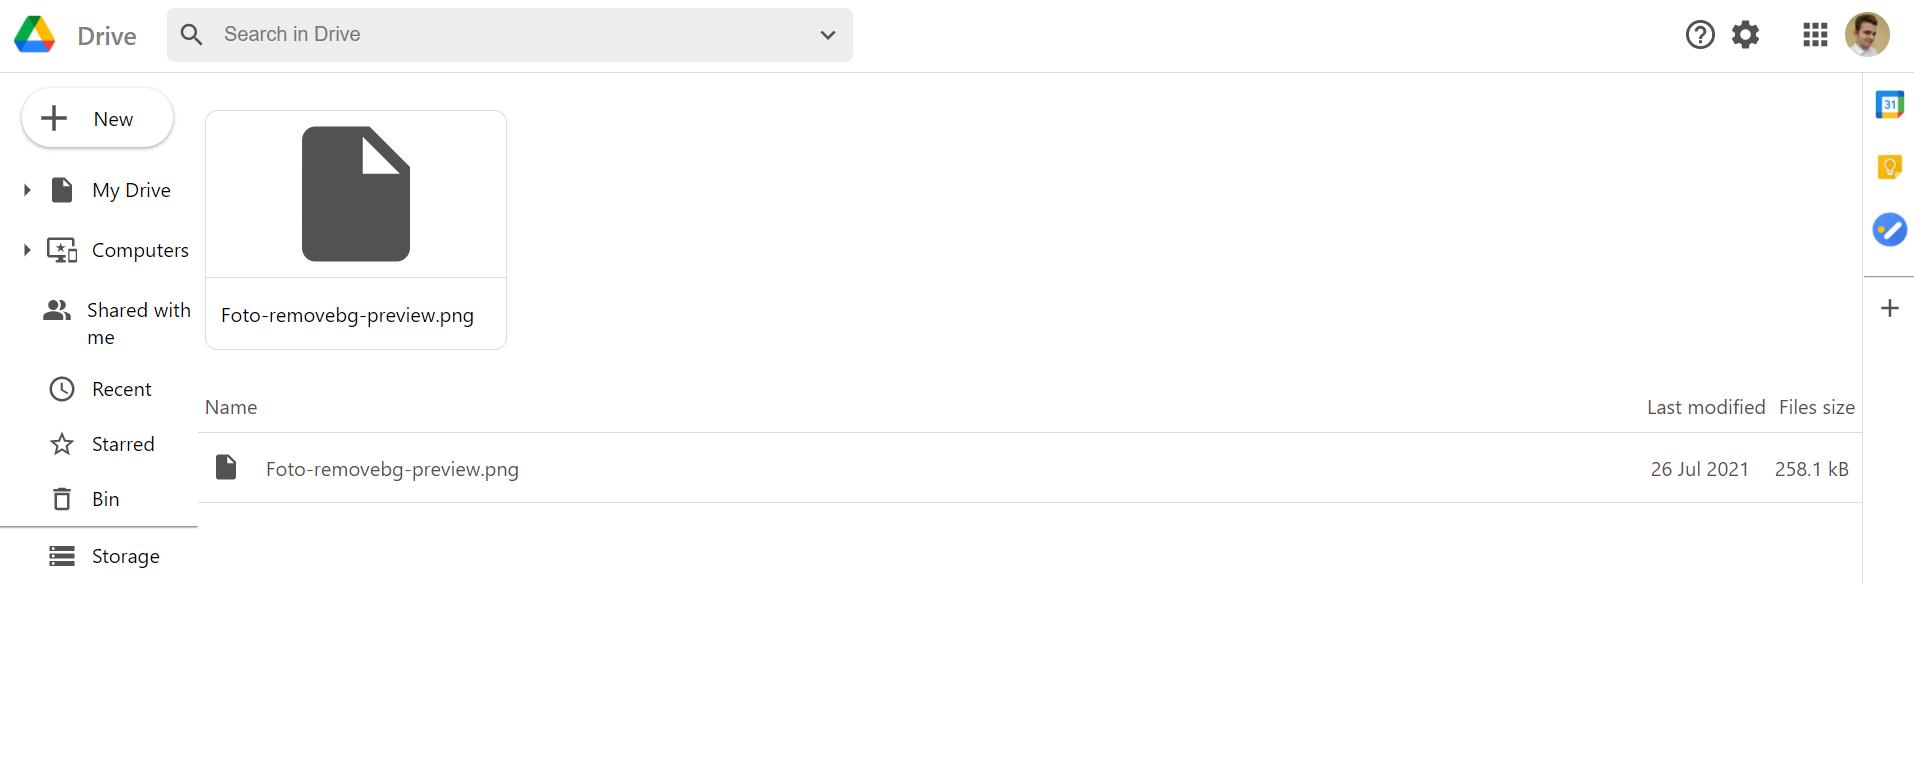 Drive
Search in Drive
New
My Drive
Computers
Shared with
me
Recent
Starred
Bin
Storage
Foto-removebg-preview.png
Name Last modified Files size
Foto-removebg-preview.png 26 Jul 2021 258.1 kB
31